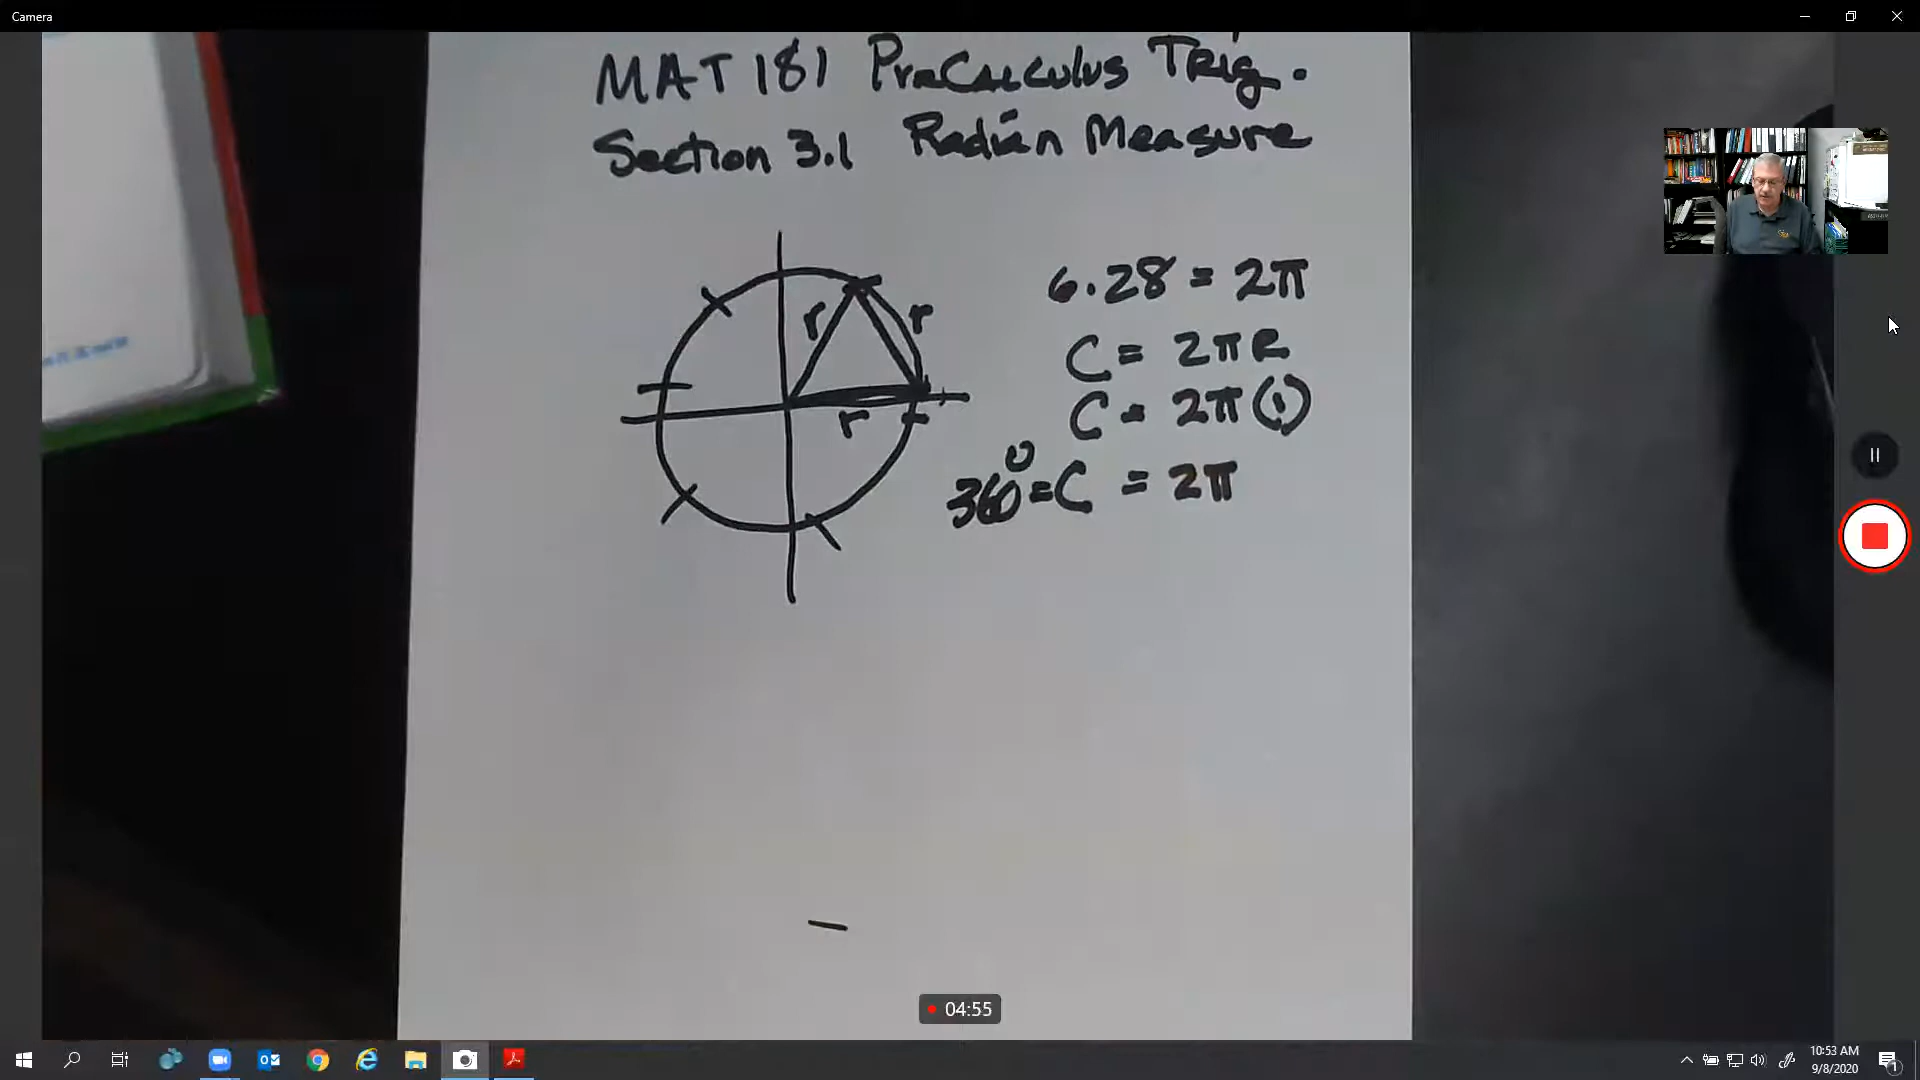 Camera
MAT 181 PreCalculus Trig.
Section 3.1 Radian Measure
6.28 = 2π
C = 2πR
C = 2π(1)
360° = C = 2π
r
r
r
04:55
10:53 AM
9/8/2020
1